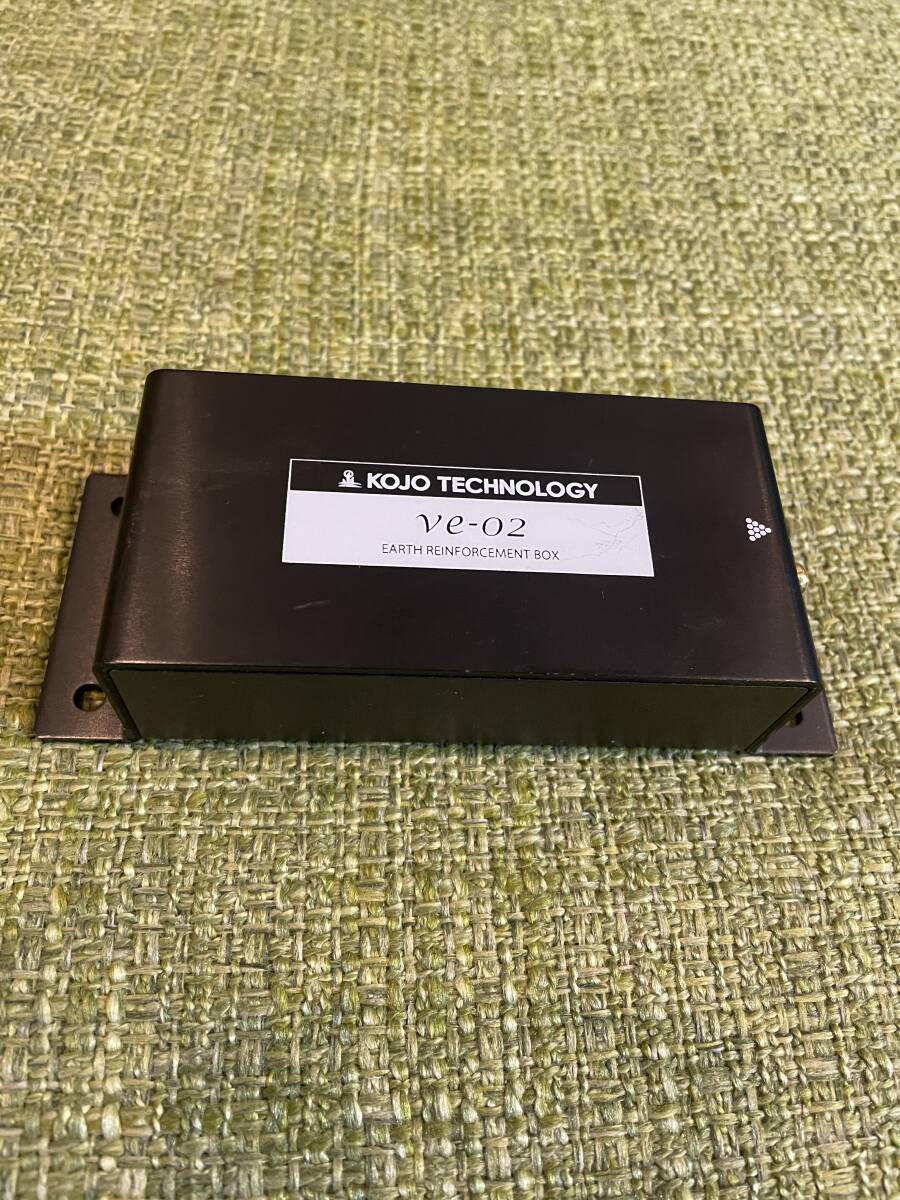 KOJO TECHNOLOGY
ve-02
EARTH REINFORCEMENT BOX